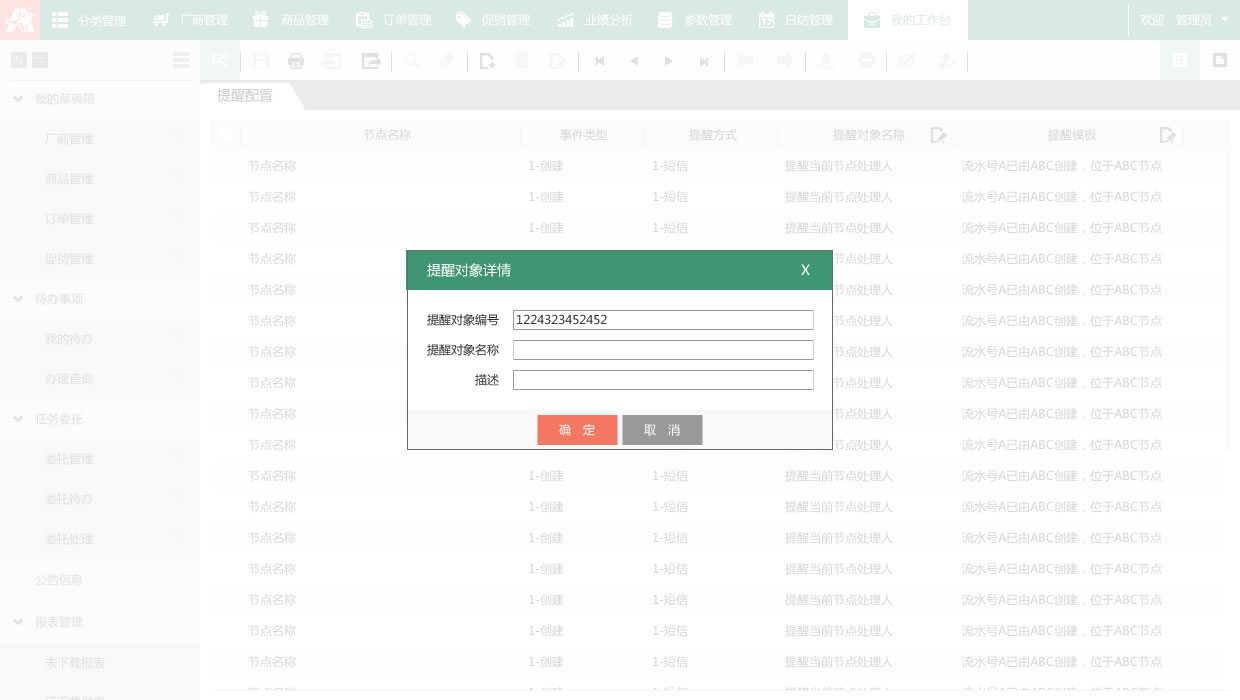 分类管理 厂商管理 商品管理 订单管理 促销管理 业绩分析 参数管理 日结管理 我的工作台 欢迎，管理员
提醒配置
我的草稿箱
厂商管理
商品管理
订单管理
促销管理
待办事项
我的待办
办理查询
任务委托
委托管理
委托待办
委托处理
公告信息
报表管理
未下载报表
已下载报表
节点名称 事件类型 提醒方式 提醒对象名称 提醒模板
节点名称 1-创建 1-短信 提醒当前节点处理人 流水号A已由ABC创建，位于ABC节点
节点名称 1-创建 1-短信 提醒当前节点处理人 流水号A已由ABC创建，位于ABC节点
节点名称 1-创建 1-短信 提醒当前节点处理人 流水号A已由ABC创建，位于ABC节点
节点名称 节点处理人 流水号A已由ABC创建，位于ABC节点
节点名称 节点处理人 流水号A已由ABC创建，位于ABC节点
节点名称 节点处理人 流水号A已由ABC创建，位于ABC节点
节点名称 节点处理人 流水号A已由ABC创建，位于ABC节点
节点名称 节点处理人 流水号A已由ABC创建，位于ABC节点
节点名称 节点处理人 流水号A已由ABC创建，位于ABC节点
节点名称 节点处理人 流水号A已由ABC创建，位于ABC节点
节点名称 1-创建 1-短信 提醒当前节点处理人 流水号A已由ABC创建，位于ABC节点
节点名称 1-创建 1-短信 提醒当前节点处理人 流水号A已由ABC创建，位于ABC节点
节点名称 1-创建 1-短信 提醒当前节点处理人 流水号A已由ABC创建，位于ABC节点
节点名称 1-创建 1-短信 提醒当前节点处理人 流水号A已由ABC创建，位于ABC节点
节点名称 1-创建 1-短信 提醒当前节点处理人 流水号A已由ABC创建，位于ABC节点
节点名称 1-创建 1-短信 提醒当前节点处理人 流水号A已由ABC创建，位于ABC节点
节点名称 1-创建 1-短信 提醒当前节点处理人 流水号A已由ABC创建，位于ABC节点
提醒对象详情 X
提醒对象编号 1224323452452
提醒对象名称
描述
确 定 取 消